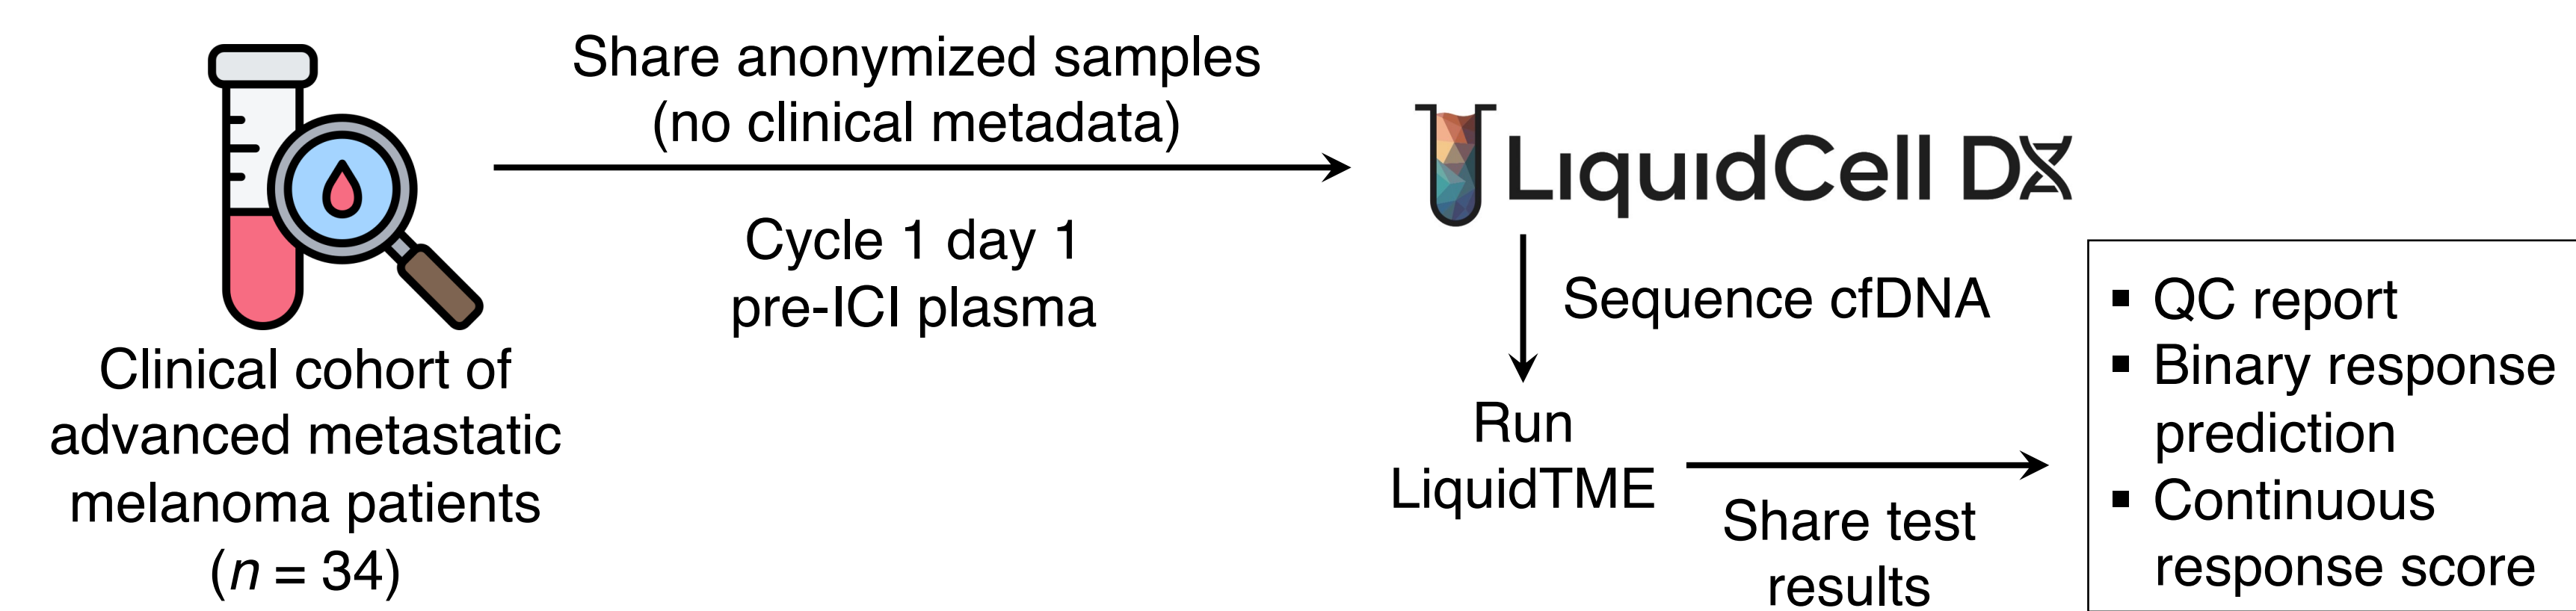 Share anonymized samples
(no clinical metadata)
Cycle 1 day 1
pre-ICI plasma
Clinical cohort of
advanced metastatic
melanoma patients
(n = 34)
LiquidCell DX
Sequence cfDNA
Run
LiquidTME
Share test
results
▪ QC report
▪ Binary response
prediction
▪ Continuous
response score